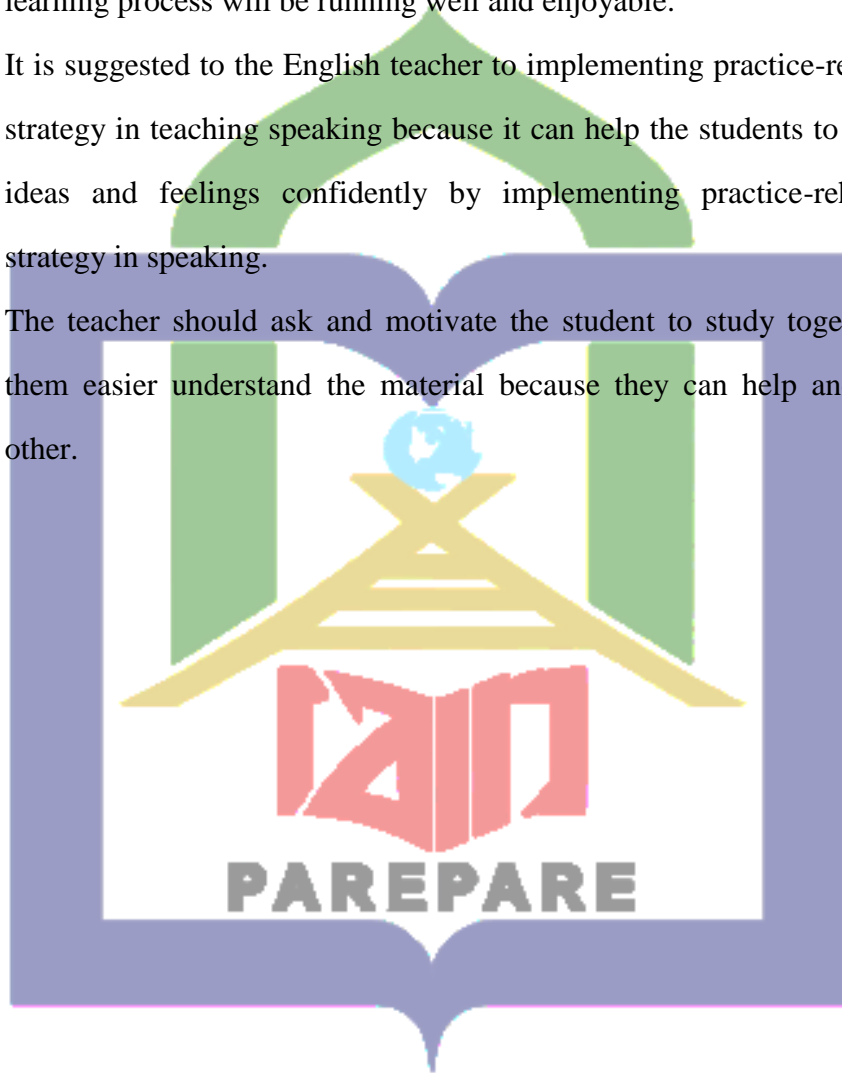 learning process will be running well and enjoyable.
It is suggested to the English teacher to implementing practice-re
strategy in teaching speaking because it can help the students to
ideas and feelings confidently by implementing practice-rel
strategy in speaking.
The teacher should ask and motivate the student to study toge
them easier understand the material because they can help an
other.
iain
PAREPARE